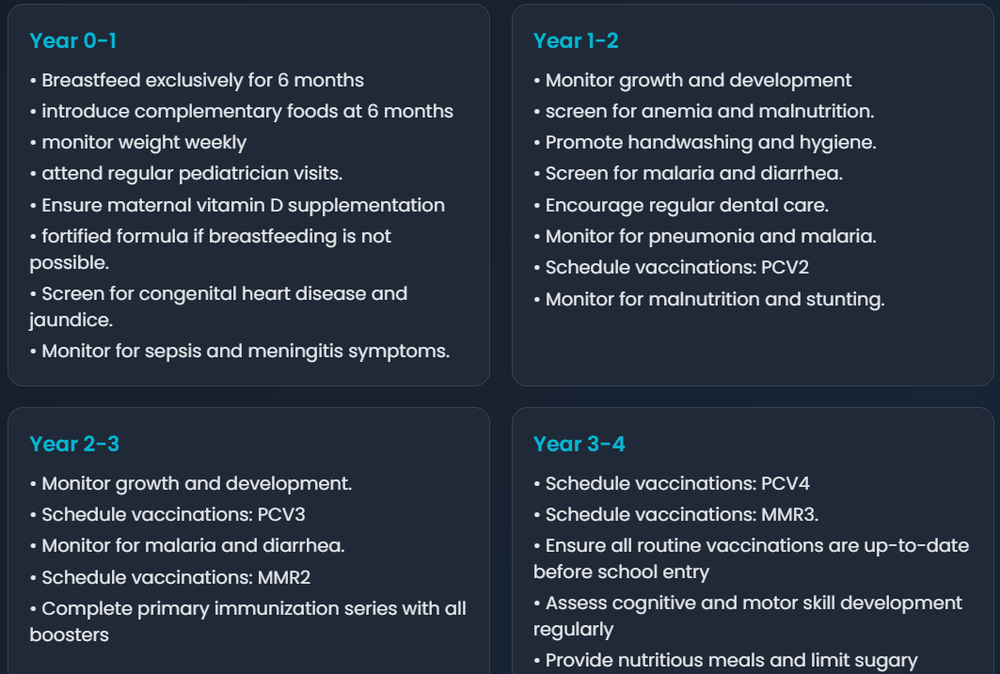 Year 0-1
• Breastfeed exclusively for 6 months
• introduce complementary foods at 6 months
• monitor weight weekly
• attend regular pediatrician visits.
• Ensure maternal vitamin D supplementation
• fortified formula if breastfeeding is not
possible.
• Screen for congenital heart disease and
jaundice.
• Monitor for sepsis and meningitis symptoms.
Year 1-2
• Monitor growth and development
• screen for anemia and malnutrition.
• Promote handwashing and hygiene.
• Screen for malaria and diarrhea.
• Encourage regular dental care.
• Monitor for pneumonia and malaria.
• Schedule vaccinations: PCV2
• Monitor for malnutrition and stunting.
Year 2-3
• Monitor growth and development.
• Schedule vaccinations: PCV3
• Monitor for malaria and diarrhea.
• Schedule vaccinations: MMR2
• Complete primary immunization series with all
boosters
Year 3-4
• Schedule vaccinations: PCV4
• Schedule vaccinations: MMR3.
• Ensure all routine vaccinations are up-to-date
before school entry
• Assess cognitive and motor skill development
regularly
• Provide nutritious meals and limit sugary